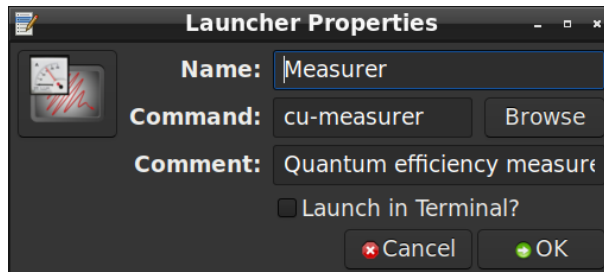 Launcher Properties
Name: Measurer
Command: cu-measurer Browse
Comment: Quantum efficiency measure
Launch in Terminal?
Cancel OK